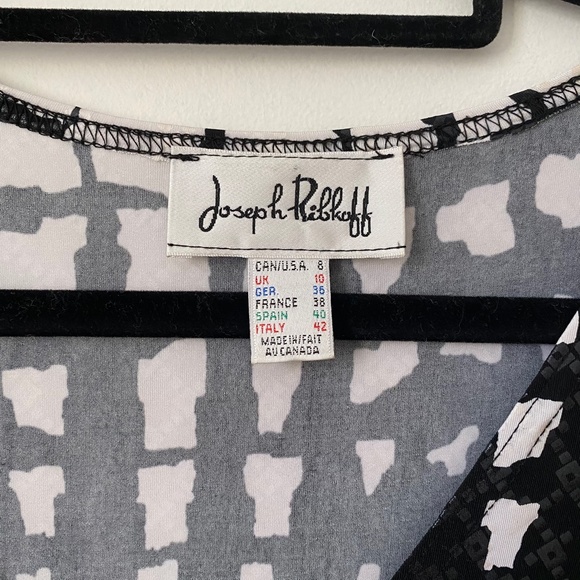 Joseph Ribkoff
CAN/U.S.A. 8
UK 10
GER. 36
FRANCE 38
SPAIN 40
ITALY 42
MADE IN/FAIT
AU CANADA